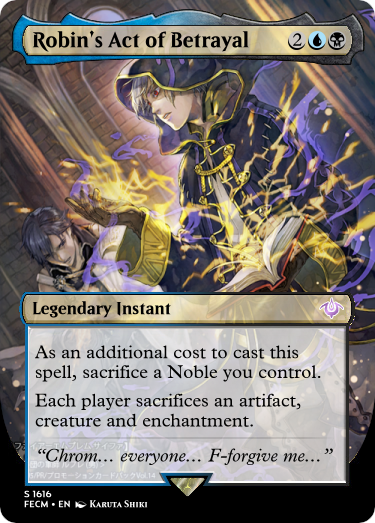 Robin's Act of Betrayal 2
Legendary Instant
As an additional cost to cast this
spell, sacrifice a Noble you control.
Each player sacrifices an artifact,
creature and enchantment.
“Chrom… everyone… F-forgive me…”
S 1616
FECM • EN Karuta Shiki